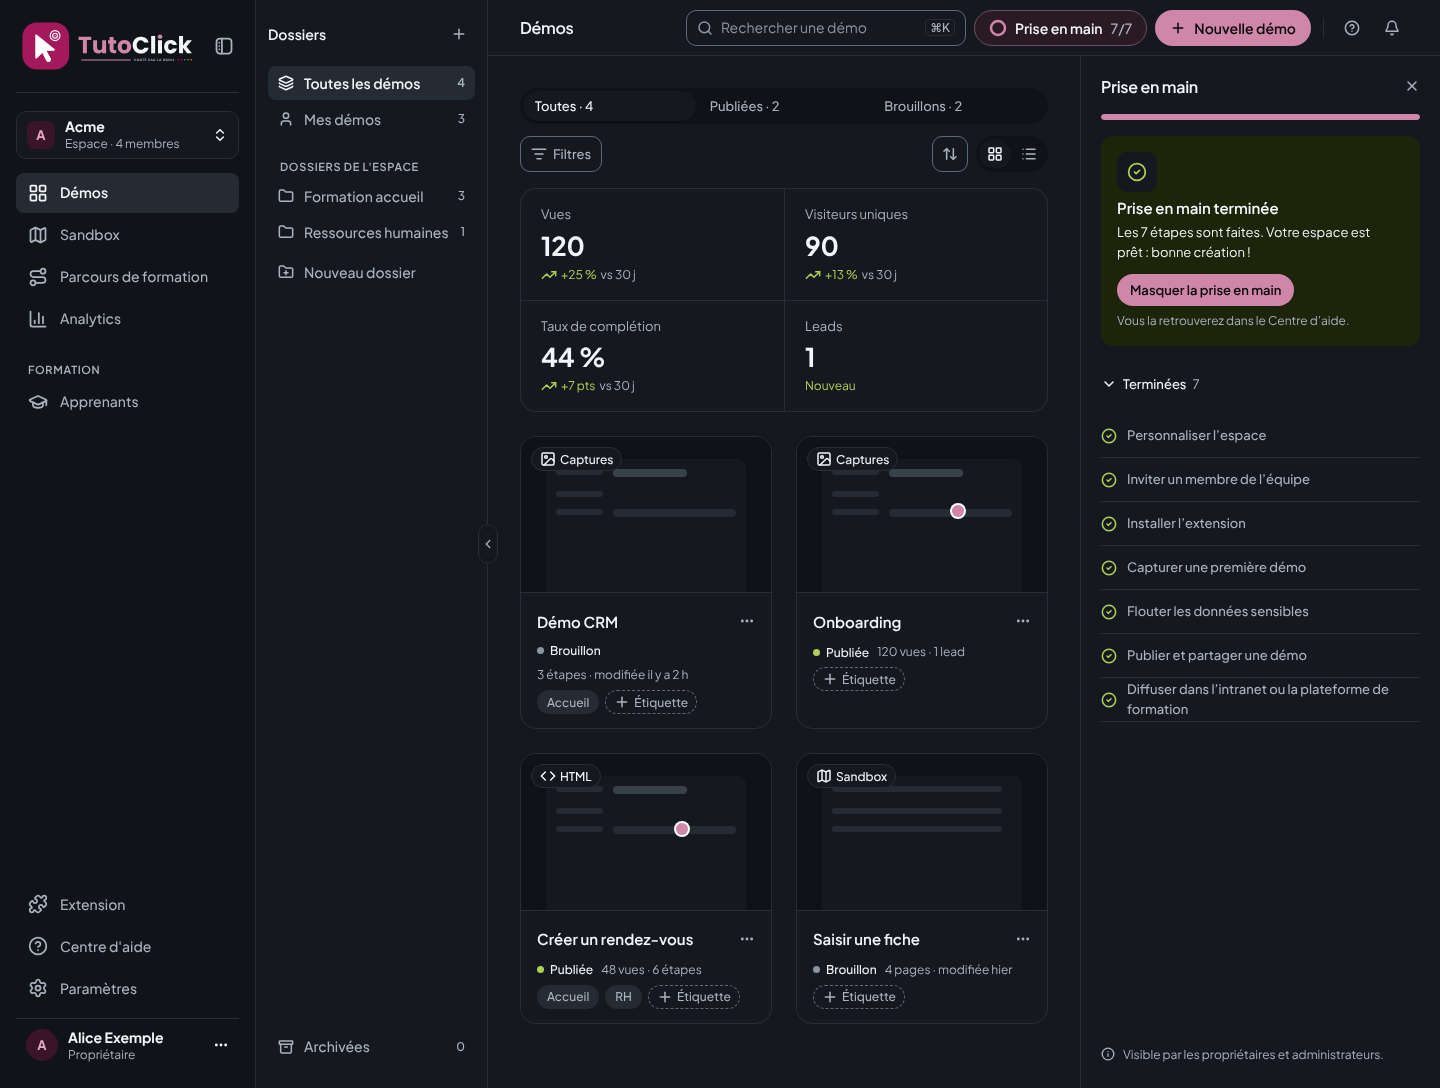 TutoClick
Acme
Espace · 4 membres
Démos
Sandbox
Parcours de formation
Analytics
FORMATION
Apprenants
Extension
Centre d'aide
Paramètres
A
Alice Exemple
Propriétaire
A
Dossiers
Toutes les démos 4
Mes démos 3
DOSSIERS DE L'ESPACE
Formation accueil 3
Ressources humaines 1
Nouveau dossier
Archivées 0
Démos
Rechercher une démo ⌘K
Prise en main 7/7
Nouvelle démo
Toutes · 4
Publiées · 2
Brouillons · 2
Filtres
Vues
120
+25 % vs 30 j
Visiteurs uniques
90
+13 % vs 30 j
Taux de complétion
44 %
+7 pts vs 30 j
Leads
1
Nouveau
Captures
Démo CRM
Brouillon
3 étapes · modifiée il y a 2 h
Accueil
Étiquette
Captures
Onboarding
Publiée 120 vues · 1 lead
Étiquette
HTML
Créer un rendez-vous
Publiée 48 vues · 6 étapes
Accueil
RH
Étiquette
Sandbox
Saisir une fiche
Brouillon 4 pages · modifiée hier
Étiquette
Prise en main
Prise en main terminée
Les 7 étapes sont faites. Votre espace est
prêt : bonne création !
Masquer la prise en main
Vous la retrouverez dans le Centre d'aide.
Terminées 7
Personnaliser l'espace
Inviter un membre de l'équipe
Installer l'extension
Capturer une première démo
Flouter les données sensibles
Publier et partager une démo
Diffuser dans l'intranet ou la plateforme de
formation
Visible par les propriétaires et administrateurs.